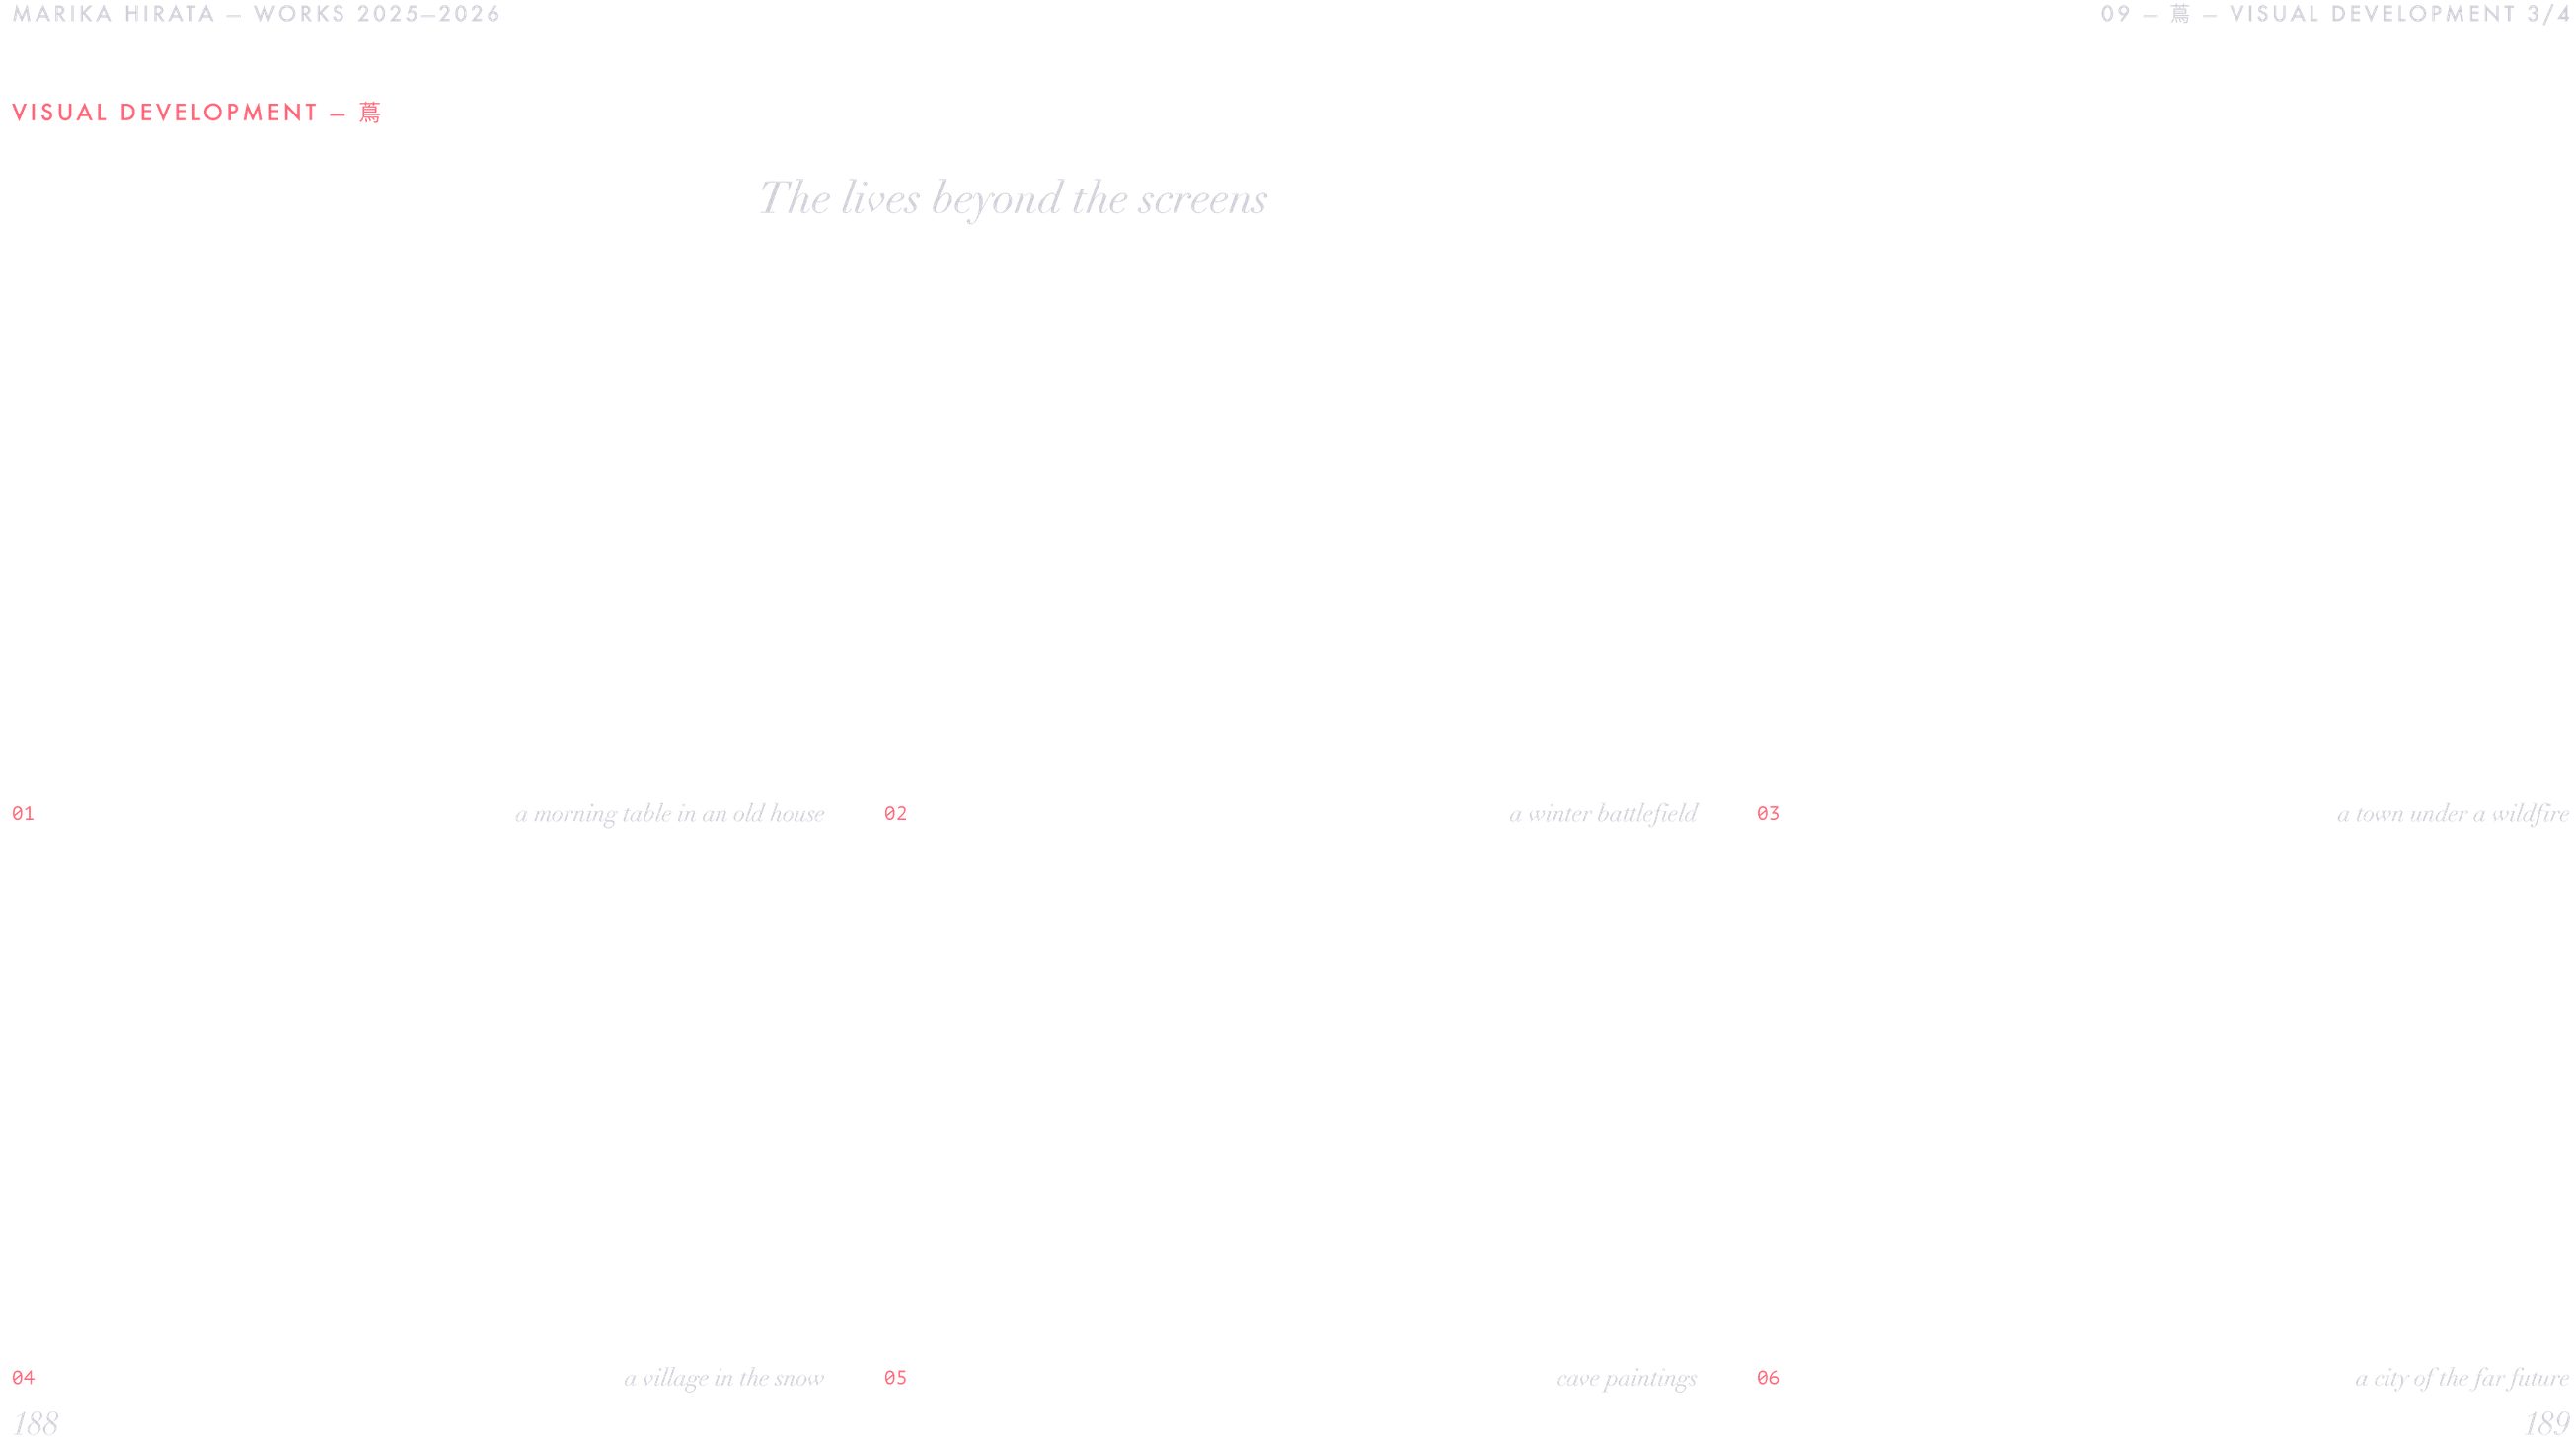 MARIKA HIRATA — WORKS 2025—2026
09 — 蔦 — VISUAL DEVELOPMENT 3/4
VISUAL DEVELOPMENT — 蔦
The lives beyond the screens
01 a morning table in an old house
02 a winter battlefield
03 a town under a wildfire
04 a village in the snow
05 cave paintings
06 a city of the far future
188
189